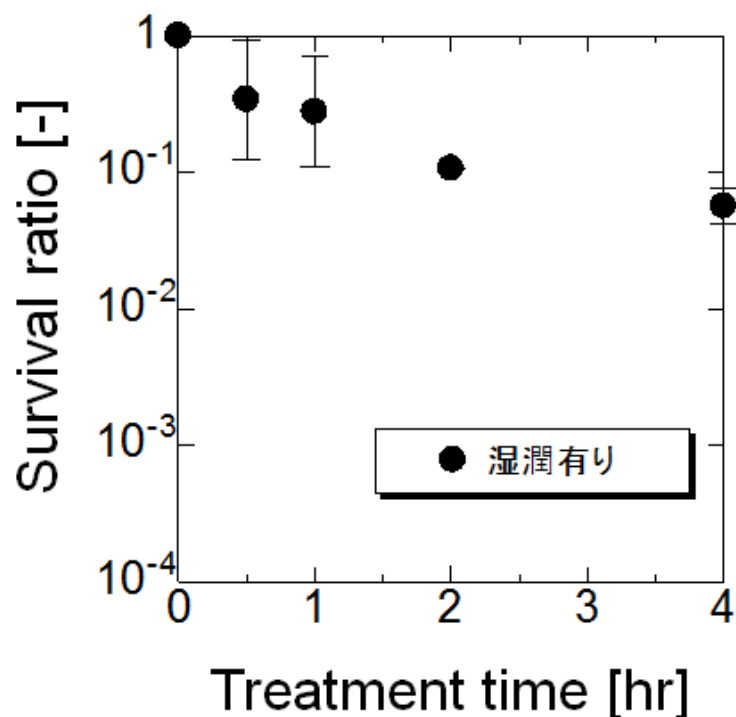 Survival ratio [-]
1
10⁻¹
10⁻²
10⁻³
10⁻⁴
湿潤有り
0 1 2 3 4
Treatment time [hr]